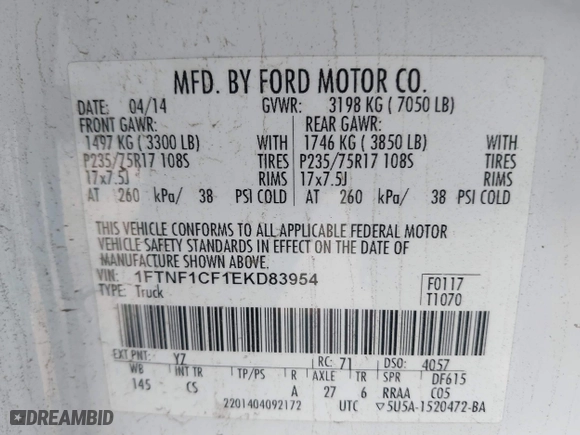 MFD. BY FORD MOTOR CO.
DATE: 04/14 GVWR: 3198 KG ( 7050 LB)
FRONT GAWR: REAR GAWR:
1497 KG ( 3300 LB) WITH 1746 KG ( 3850 LB) WITH
P235/75R17 108S TIRES P235/75R17 108S TIRES
17x7.5J RIMS 17x7.5J RIMS
AT 260 kPa/ 38 PSI COLD AT 260 kPa/ 38 PSI COLD
THIS VEHICLE CONFORMS TO ALL APPLICABLE FEDERAL MOTOR
VEHICLE SAFETY STANDARDS IN EFFECT ON THE DATE OF
MANUFACTURE SHOWN ABOVE.
VIN: 1FTNF1CF1EKD83954 F0117
TYPE: Truck T1070
EXT PNT: YZ RC: 71 DSO: 4057
WB INT TR TP/PS R AXLE TR SPR DF615
145 CS A 27 6 RRAA C05
2201404092172 UTC ▽5U5A-1520472-BA
DREAMBID